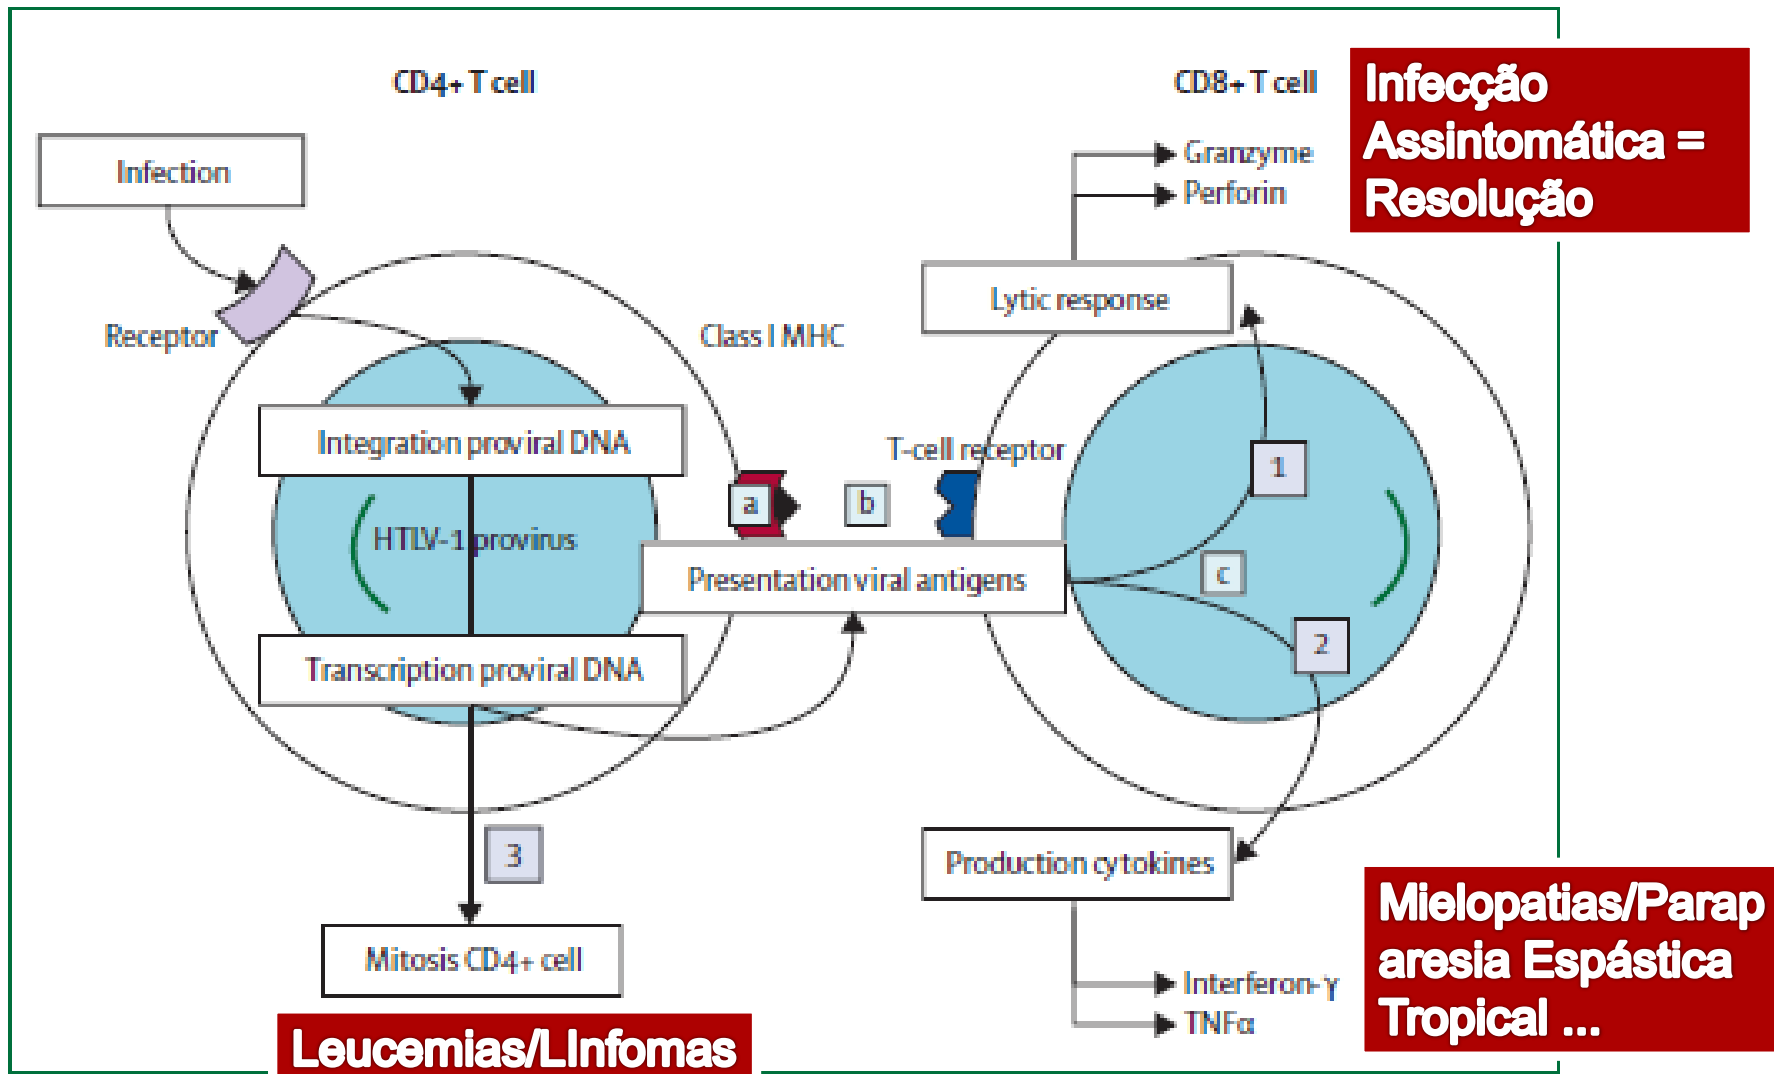 CD4+ T cell
CD8+ T cell
Infecção
Assintomática =
Resolução
Infection
Granzyme
Perforin
Lytic response
Receptor
Class I MHC
Integration proviral DNA
T-cell receptor
1
a
b
HTLV-1 provirus
Presentation viral antigens
c
2
Transcription proviral DNA
3
Production cytokines
Mielopatias/Parap
aresia Espástica
Tropical ...
Mitosis CD4+ cell
Interferon-γ
TNFα
Leucemias/LInfomas